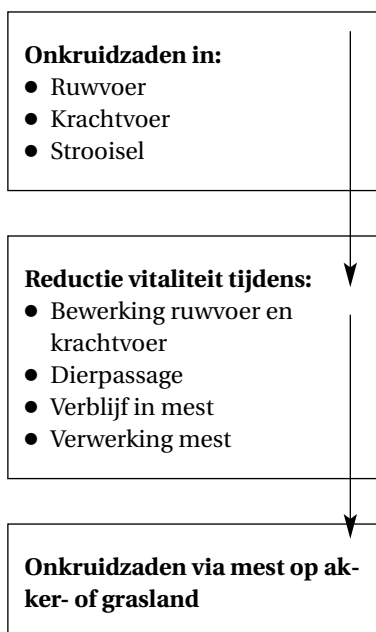 Onkruidzaden in:
● Ruwvoer
● Krachtvoer
● Strooisel
Reductie vitaliteit tijdens:
● Bewerking ruwvoer en
krachtvoer
● Dierpassage
● Verblijf in mest
● Verwerking mest
Onkruidzaden via mest op ak-
ker- of grasland